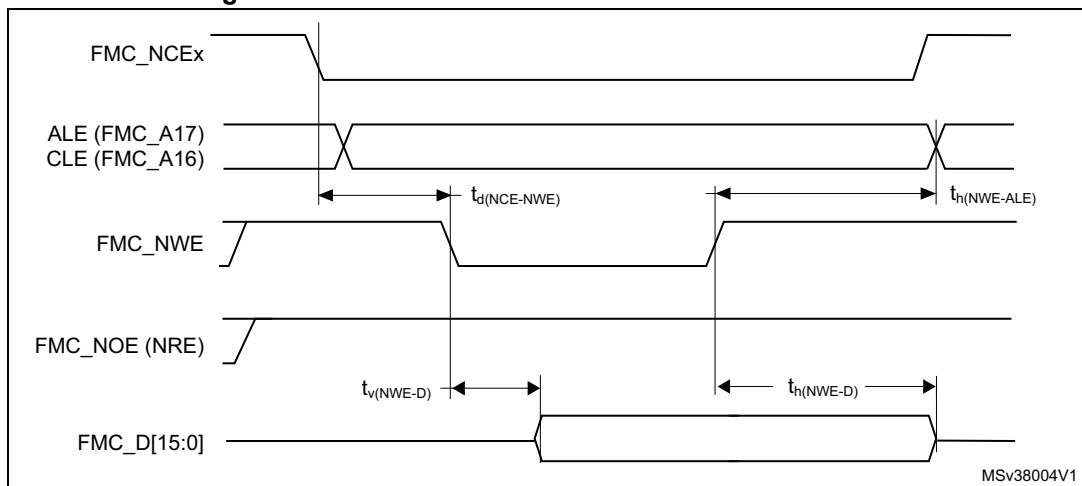 FMC_NCEx
ALE (FMC_A17)
CLE (FMC_A16)
td(NCE-NWE)
th(NWE-ALE)
FMC_NWE
FMC_NOE (NRE)
tv(NWE-D)
th(NWE-D)
FMC_D[15:0]
MSv38004V1